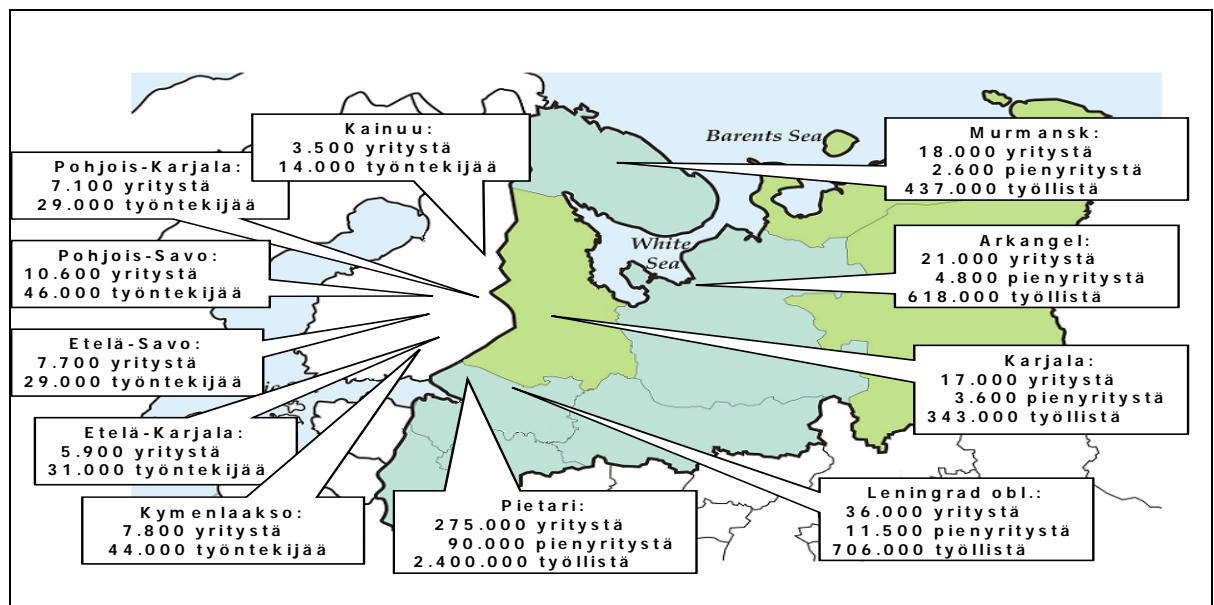 Kainuu:
3.500 yritystä
14.000 työntekijää
Pohjois-Karjala:
7.100 yritystä
29.000 työntekijää
Pohjois-Savo:
10.600 yritystä
46.000 työntekijää
Etelä-Savo:
7.700 yritystä
29.000 työntekijää
Etelä-Karjala:
5.900 yritystä
31.000 työntekijää
Kymenlaakso:
7.800 yritystä
44.000 työntekijää
Pietari:
275.000 yritystä
90.000 pienyritystä
2.400.000 työllistä
Barents Sea
White
Sea
Murmansk:
18.000 yritystä
2.600 pienyritystä
437.000 työllistä
Arkangel:
21.000 yritystä
4.800 pienyritystä
618.000 työllistä
Karjala:
17.000 yritystä
3.600 pienyritystä
343.000 työllistä
Leningrad obl.:
36.000 yritystä
11.500 pienyritystä
706.000 työllistä